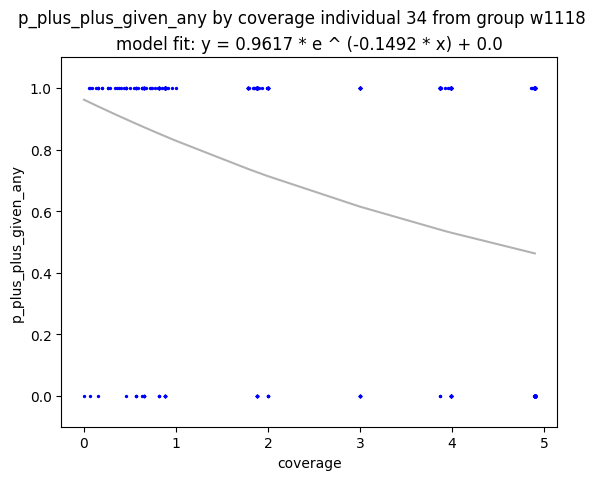 p_plus_plus_given_any by coverage individual 34 from group w1118
model fit: y = 0.9617 * e ^ (-0.1492 * x) + 0.0
1.0
0.8
0.6
0.4
0.2
0.0
p_plus_plus_given_any
0 1 2 3 4 5
coverage